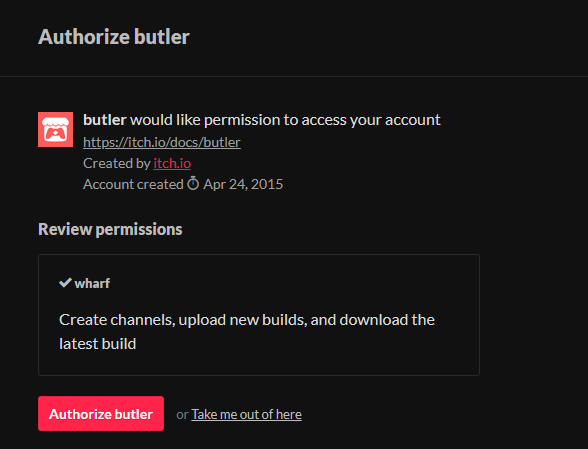 Authorize butler
butler would like permission to access your account
https://itch.io/docs/butler
Created by itch.io
Account created Apr 24, 2015
Review permissions
wharf
Create channels, upload new builds, and download the
latest build
Authorize butler or Take me out of here